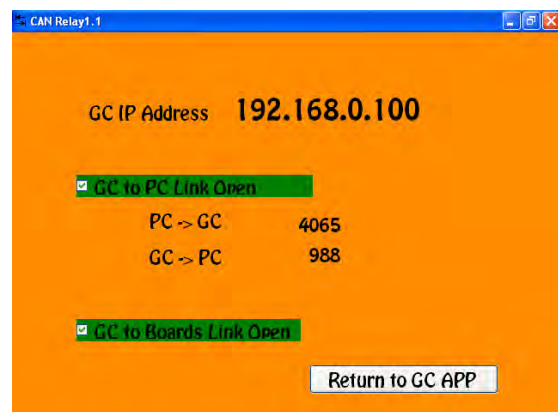 CAN Relay1.1
GC IP Address 192.168.0.100
GC to PC Link Open
PC -> GC 4065
GC -> PC 988
GC to Boards Link Open
Return to GC APP